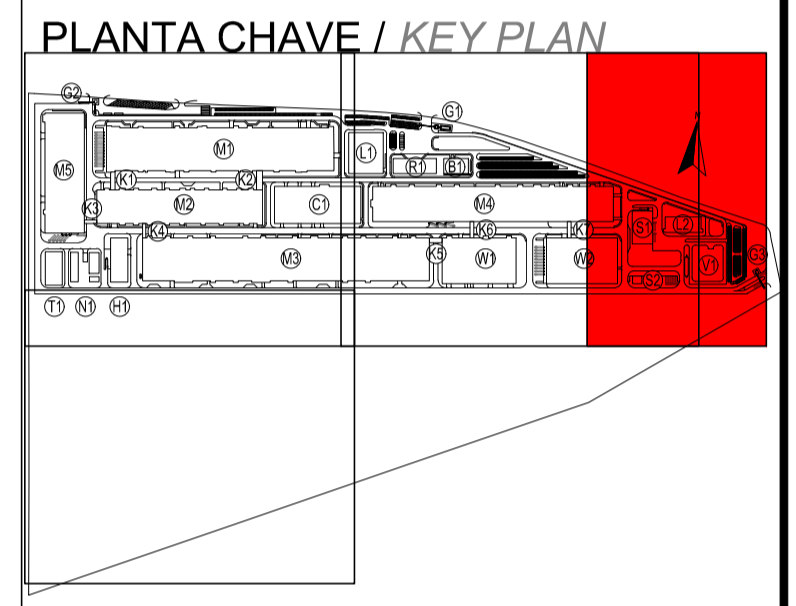 PLANTA CHAVE / KEY PLAN
G2
G1
M1
L1
R1
B1
M5
K1
K2
K3
M2
C1
M4
K4
K6
K7
S1
L2
M3
K5
W1
W2
S2
V1
G3
T1
N1
H1
N